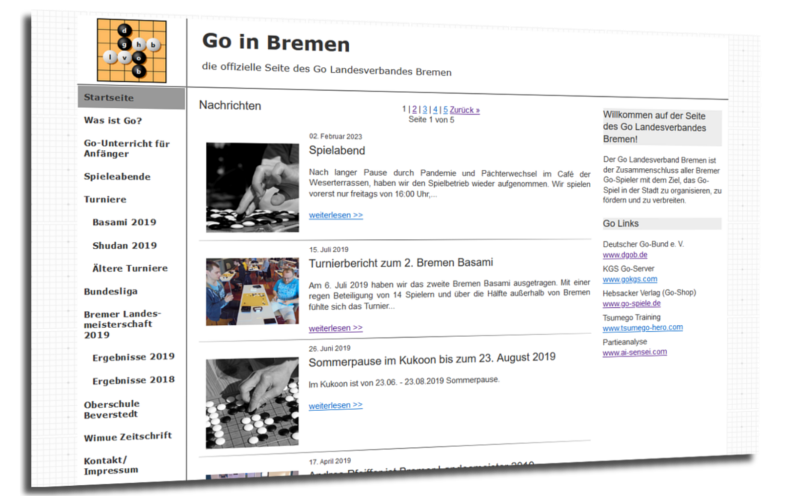 d
g h b
l v o
b
Go in Bremen
die offizielle Seite des Go Landesverbandes Bremen
Startseite
Was ist Go?
Go-Unterricht für
Anfänger
Spieleabende
Turniere
Basami 2019
Shudan 2019
Ältere Turniere
Bundesliga
Bremer Landes-
meisterschaft
2019
Ergebnisse 2019
Ergebnisse 2018
Oberschule
Beverstedt
Wimue Zeitschrift
Kontakt/
Impressum
Nachrichten
1 | 2 | 3 | 4 | 5 Zurück »
Seite 1 von 5
02. Februar 2023
Spielabend
Nach langer Pause durch Pandemie und Pächterwechsel im Café der
Weserterrassen, haben wir den Spielbetrieb wieder aufgenommen. Wir spielen
vorerst nur freitags von 16:00 Uhr,...
weiterlesen >>
15. Juli 2019
Turnierbericht zum 2. Bremen Basami
Am 6. Juli 2019 haben wir das zweite Bremen Basami ausgetragen. Mit einer
regen Beteiligung von 14 Spielern und über die Hälfte außerhalb von Bremen
fühlte sich das Turnier...
weiterlesen >>
26. Juni 2019
Sommerpause im Kukoon bis zum 23. August 2019
Im Kukoon ist von 23.06. - 23.08.2019 Sommerpause.
weiterlesen >>
17. April 2019
Andreas Pfeiffer ist Bremer Landesmeister 2019
Willkommen auf der Seite
des Go Landesverbandes
Bremen!
Der Go Landesverband Bremen ist
der Zusammenschluss aller Bremer
Go-Spieler mit dem Ziel, das Go-
Spiel in der Stadt zu organisieren, zu
fördern und zu verbreiten.
Go Links
Deutscher Go-Bund e. V.
www.dgob.de
KGS Go-Server
www.gokgs.com
Hebsacker Verlag (Go-Shop)
www.go-spiele.de
Tsumego Training
www.tsumego-hero.com
Partieanalyse
www.ai-sensei.com